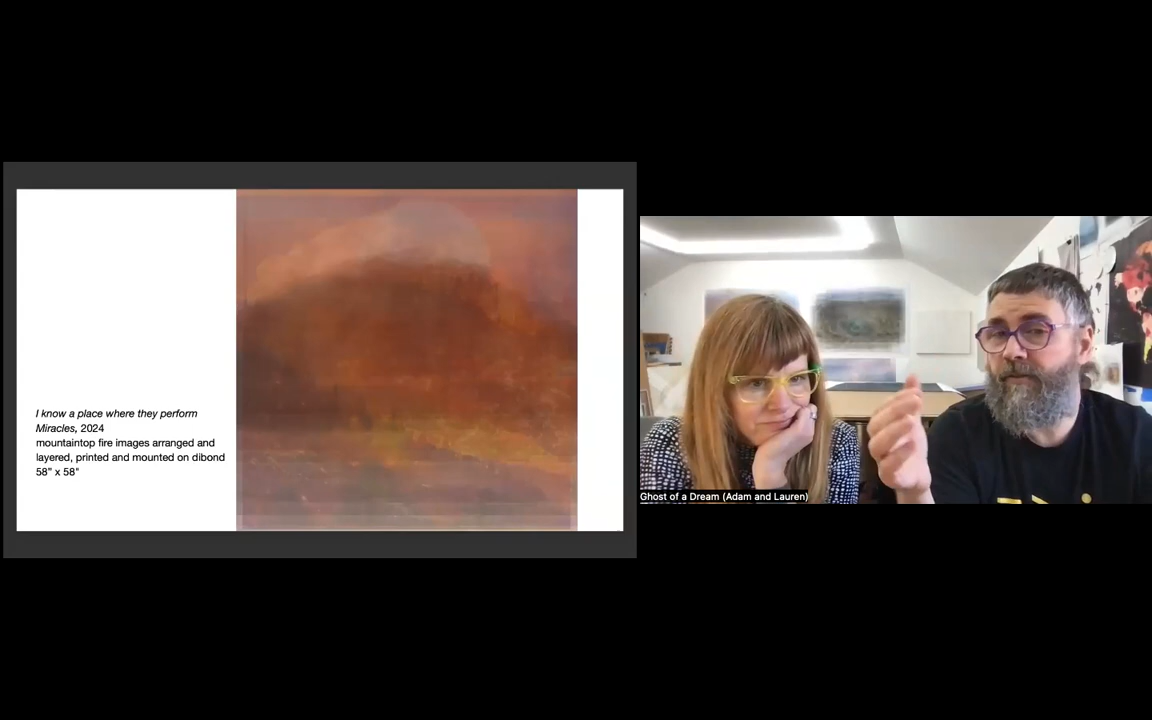 I know a place where they perform
Miracles, 2024
mountaintop fire images arranged and
layered, printed and mounted on dibond
58” x 58"
Ghost of a Dream (Adam and Lauren)